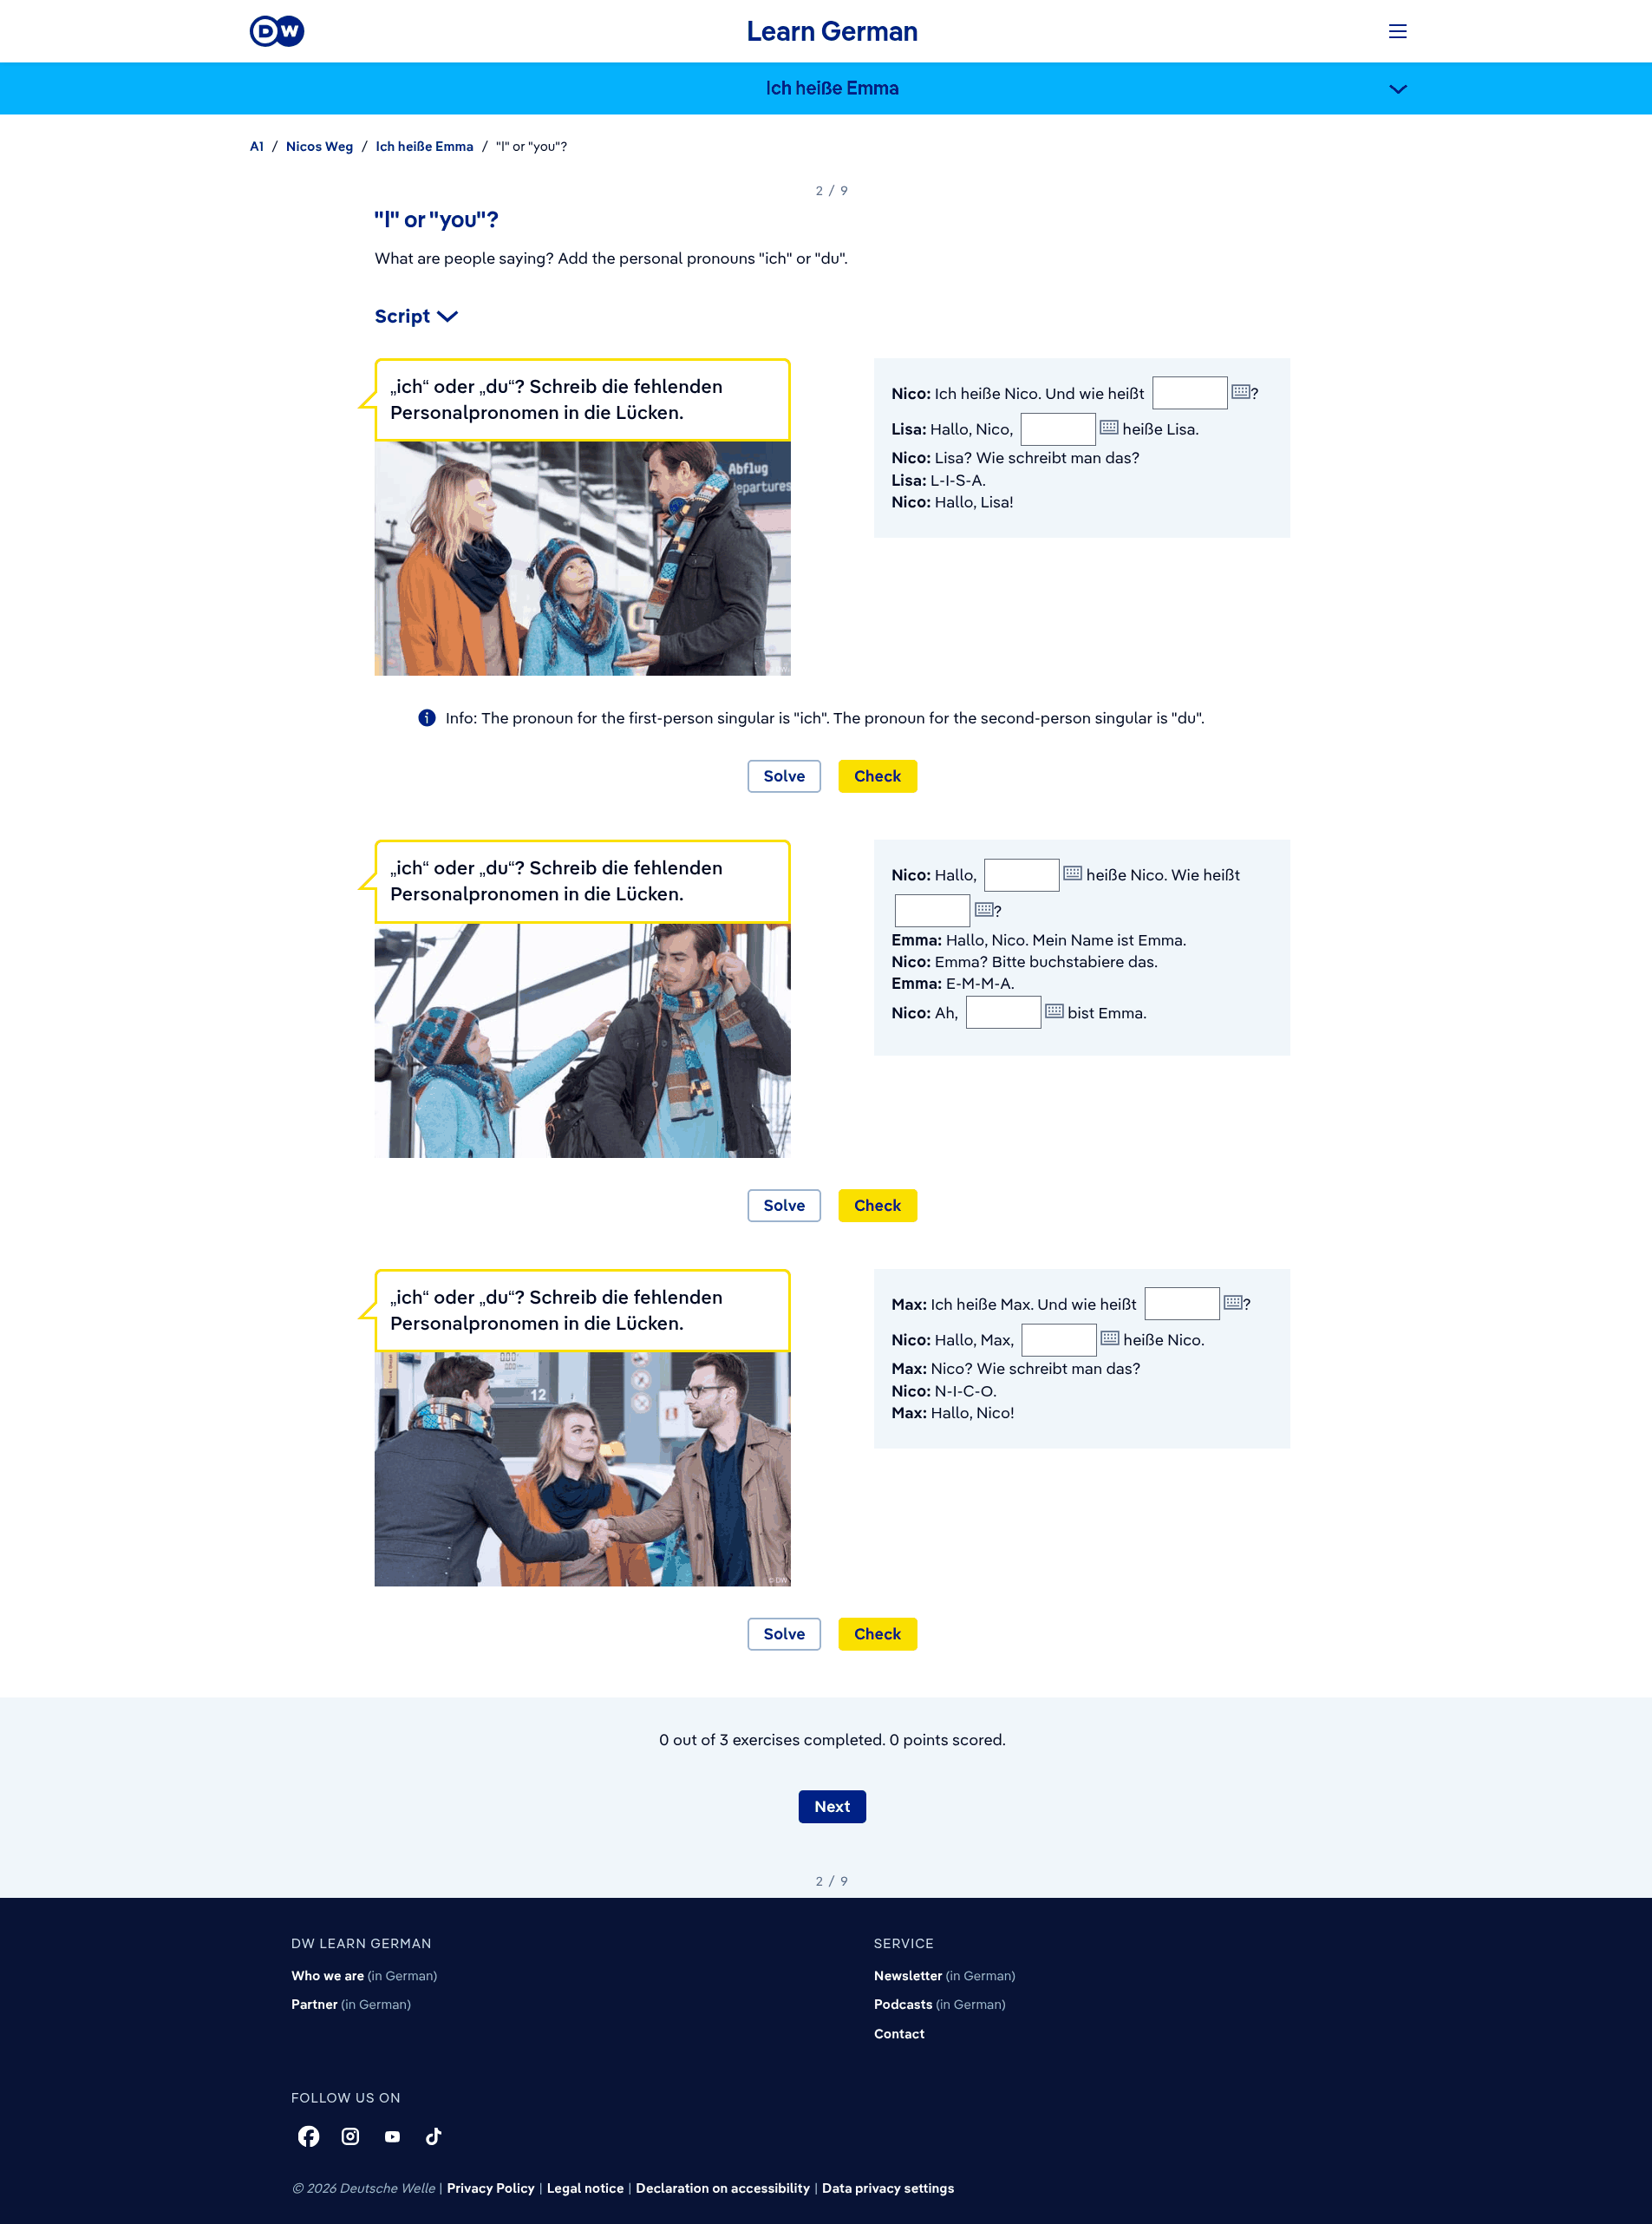 DW
Learn German
Ich heiße Emma
A1 / Nicos Weg / Ich heiße Emma / "I" or "you"?
2 / 9
"I" or "you"?
What are people saying? Add the personal pronouns "ich" or "du".
Script
„ich“ oder „du“? Schreib die fehlenden
Personalpronomen in die Lücken.
Abflug
Departures
Nico: Ich heiße Nico. Und wie heißt ?
Lisa: Hallo, Nico, heiße Lisa.
Nico: Lisa? Wie schreibt man das?
Lisa: L-I-S-A.
Nico: Hallo, Lisa!
Info: The pronoun for the first-person singular is "ich". The pronoun for the second-person singular is "du".
Solve Check
„ich“ oder „du“? Schreib die fehlenden
Personalpronomen in die Lücken.
Nico: Hallo, heiße Nico. Wie heißt
?
Emma: Hallo, Nico. Mein Name ist Emma.
Nico: Emma? Bitte buchstabiere das.
Emma: E-M-M-A.
Nico: Ah, bist Emma.
Solve Check
„ich“ oder „du“? Schreib die fehlenden
Personalpronomen in die Lücken.
12
© DW
Max: Ich heiße Max. Und wie heißt ?
Nico: Hallo, Max, heiße Nico.
Max: Nico? Wie schreibt man das?
Nico: N-I-C-O.
Max: Hallo, Nico!
Solve Check
0 out of 3 exercises completed. 0 points scored.
Next
2 / 9
DW LEARN GERMAN
Who we are (in German)
Partner (in German)
SERVICE
Newsletter (in German)
Podcasts (in German)
Contact
FOLLOW US ON
© 2026 Deutsche Welle | Privacy Policy | Legal notice | Declaration on accessibility | Data privacy settings